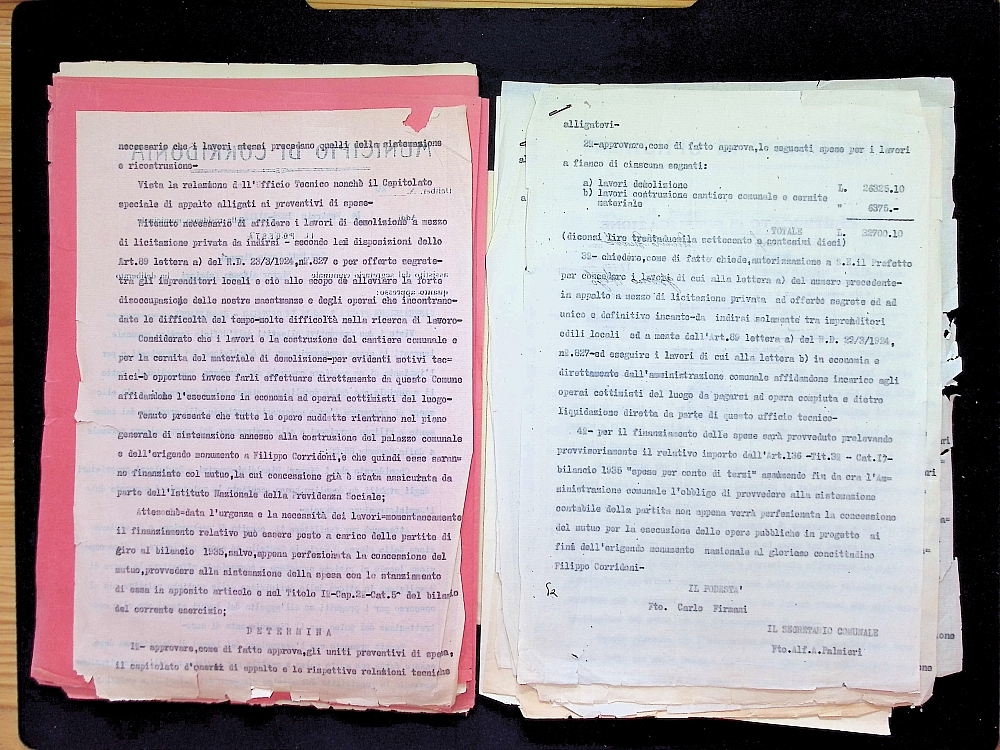 necessario che i lavori stessi precedano quelli della sistemazione
e ricostruzione-
Vista la relazione dell'Ufficio Tecnico nonchè il Capitolato
speciale di appalto alligati ai preventivi di spese-
Ritenuto necessario di affidare i lavori di demolizione a mezzo
di licitazione privata da indirsi - secondo le disposizioni dello
Art.89 lettera a) del R.D. 23/3/1924,nº.827 e per offerte segrete-
tra gli imprenditori locali e ciò allo scopo de alleviare la forte
disoccupazione delle nostre maestranze e degli operai che incontrano-
date le difficoltà del tempo-molte difficoltà nella ricerca di lavoro-
Considerato che i lavori e la costruzione del cantiere comunale e
per la cernita del materiale di demolizione-per evidenti motivi tec=
nici-è opportuno invece farli effettuare direttamente da questo Comune
affidandone l'esecuzione in economia ad operai cottimisti del luogo-
Tenuto presente che tutte le opere suddette rientrano nel piano
generale di sistemazione annesso alla costruzione del palazzo comunale
e dell'erigendo monumento a Filippo Corridoni,e che quindi esse saran=
no finanziate col mutuo,la cui concessione già è stata assicurata da
parte dell'Istituto Nazionale della Previdenza Sociale;
Attesochè-data l'urgenza e la necessità dei lavori-momentaneamente
il finanziamento relativo può essere posto a carico delle partite di
giro al bilancio 1935,salvo,appena perfezionata la concessione del
mutuo,provvedere alla sistemazione della spesa con lo stanziamento
di essa in apposito articolo e nel Titolo Iº-Cap.2º-Cat.5^ del bilancio
del corrente esercizio;
DETERMINA
Iº- approvare,come di fatto approva,gli uniti preventivi di spesa,
il capitolato d'oneri di appalto e le rispettive relazioni tecniche
alligatovi-
2º-approvare,come di fatto approva,le seguenti spese per i lavori
a fianco di ciascuna segnati:
a) lavori demolizione L. 26325.10
b) lavori costruzione cantiere comunale e cernite
materiale " 6375.-
TOTALE L. 32700.10
(diconsi lire trentaduemila settecento e centesimi dieci)
3º- chiedere,come di fatto chiede,autorizzazione a S.E.il Prefetto
per concedere i lavori di cui alla lettera a) del numero precedente-
in appalto a mezzo di licitazione privata ad offerte segrete ed ad
unico e definitivo incanto-da indirsi solamente tra imprenditori
edili locali ed a mente dell'Art.89 lettera a) del R.D. 23/3/1924,
nº.827-ed eseguire i lavori di cui alla lettera b) in economia e
direttamente dall'amministrazione comunale affidandone incarico agli
operai cottimisti del luogo da pagarsi ad opera compiuta e dietro
liquidazione diretta da parte di questo ufficio tecnico-
4º- per il finanziamento delle spese sarà provveduto prelevando
provvisoriamente il relativo importo dall'Art.136 -Tit.3º - Cat.I7-
bilancio 1935 "spese per conto di terzi" assumendo fin da ora l'Am=
ministrazione comunale l'obbligo di provvedere alla sistemazione
contabile della partita non appena verrà perfezionata la concessione
del mutuo per la esecuzione dalle opere pubbliche in progetto ai
fini dell'erigendo monumento nazionale al glorioso concittadino
Filippo Corridoni-
IL PODESTA'
Fto. Carlo Firmani
IL SEGRETARIO COMUNALE
Fto.Alf.A.Palmieri